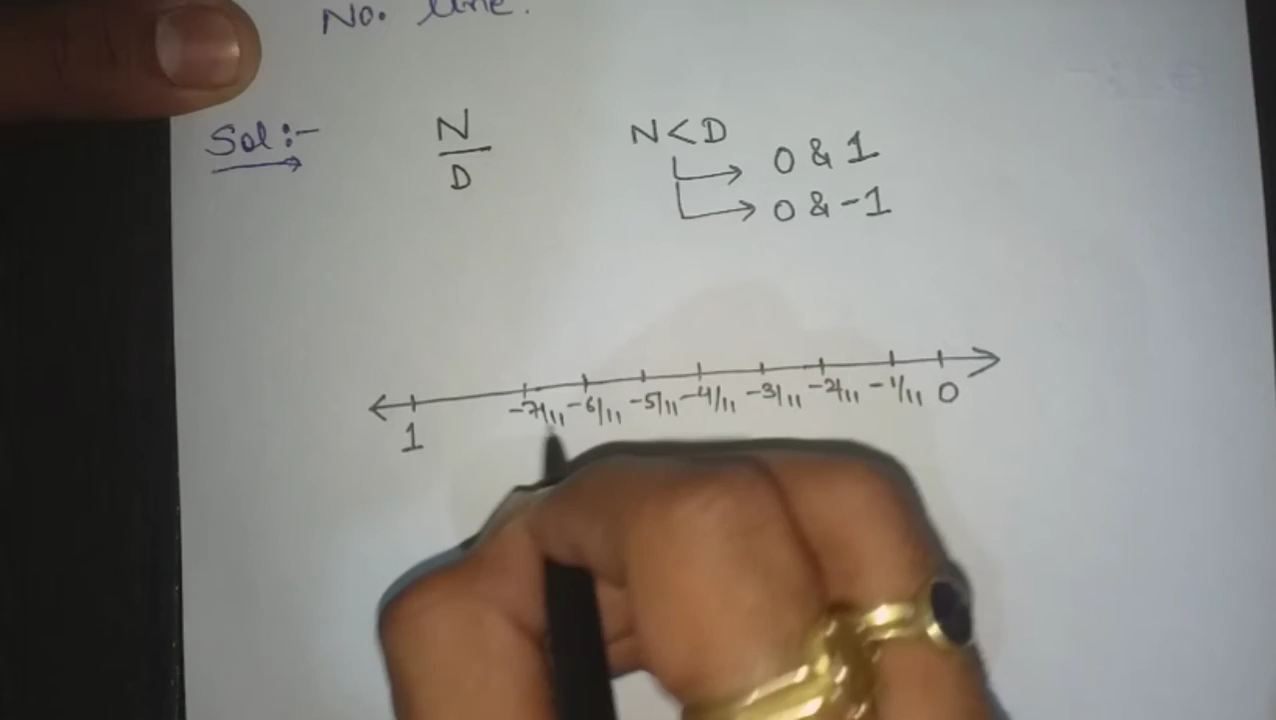 No. line.
Sol:-
N
D
N<D
0 & 1
0 & -1
-7/11 -6/11 -5/11 -4/11 -3/11 -2/11 -1/11 0
1